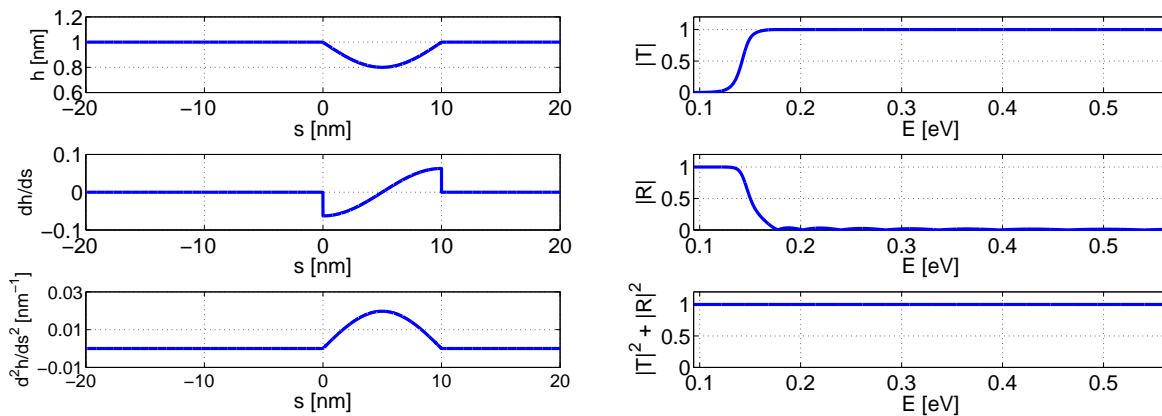 h [nm]
1.2
1
0.8
0.6
−20 −10 0 10 20
s [nm]
dh/ds
0.1
0
−0.1
−20 −10 0 10 20
s [nm]
d²h/ds² [nm⁻¹]
0.03
0.01
−0.01
−20 −10 0 10 20
s [nm]
|T|
1
0.5
0
0.1 0.2 0.3 0.4 0.5
E [eV]
|R|
1
0.5
0
0.1 0.2 0.3 0.4 0.5
E [eV]
|T|² + |R|²
1
0.5
0
0.1 0.2 0.3 0.4 0.5
E [eV]